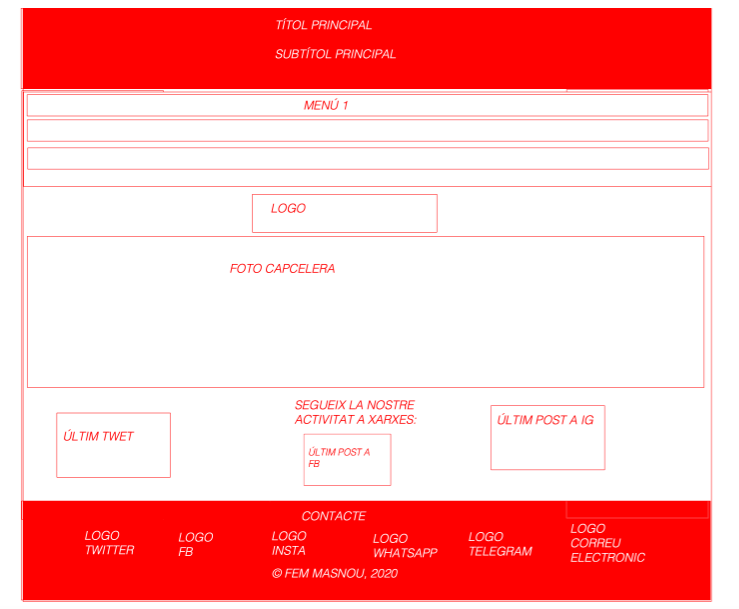 TÍTOL PRINCIPAL
SUBTÍTOL PRINCIPAL
MENÚ 1
LOGO
FOTO CAPCELERA
SEGUEIX LA NOSTRE
ACTIVITAT A XARXES:
ÚLTIM TWET
ÚLTIM POST A
FB
ÚLTIM POST A IG
CONTACTE
LOGO
TWITTER
LOGO
FB
LOGO
INSTA
LOGO
WHATSAPP
LOGO
TELEGRAM
LOGO
CORREU
ELECTRONIC
© FEM MASNOU, 2020